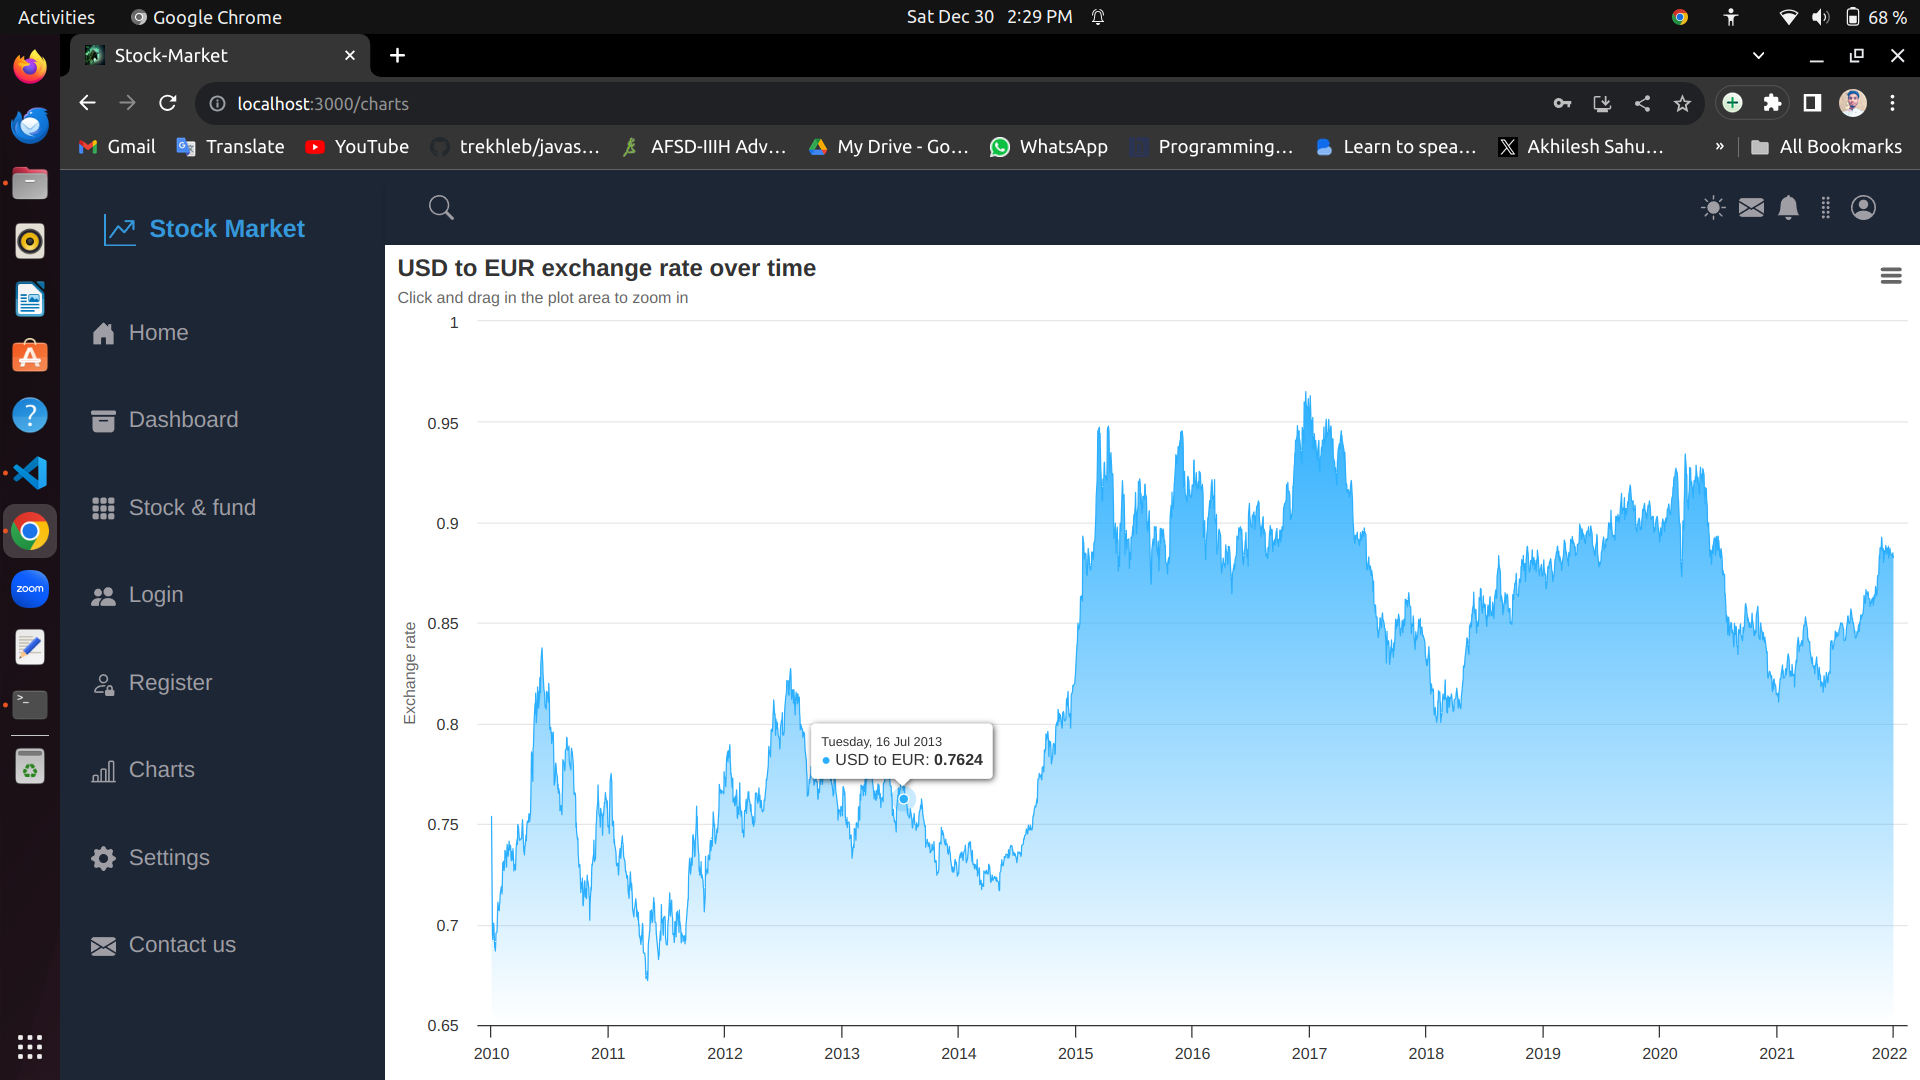 Activities
Google Chrome
Sat Dec 30 2:29 PM
68 %
Stock-Market
localhost:3000/charts
Gmail
Translate
YouTube
trekhleb/javas...
AFSD-IIIH Adv...
My Drive - Go...
WhatsApp
Programming...
Learn to spea...
Akhilesh Sahu...
»
All Bookmarks
zoom
Stock Market
Home
Dashboard
Stock & fund
Login
Register
Charts
Settings
Contact us
USD to EUR exchange rate over time
Click and drag in the plot area to zoom in
Exchange rate
1
0.95
0.9
0.85
0.8
0.75
0.7
0.65
Tuesday, 16 Jul 2013
USD to EUR: 0.7624
2010
2011
2012
2013
2014
2015
2016
2017
2018
2019
2020
2021
2022